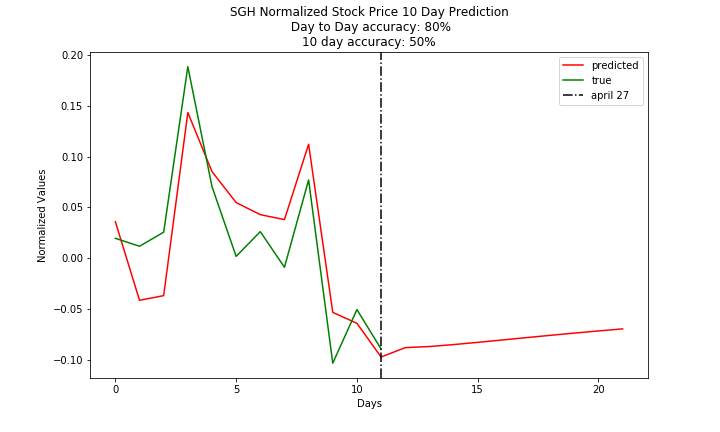 SGH Normalized Stock Price 10 Day Prediction
Day to Day accuracy: 80%
10 day accuracy: 50%
predicted
true
april 27
0.20
0.15
0.10
0.05
0.00
−0.05
−0.10
Normalized Values
0 5 10 15 20
Days